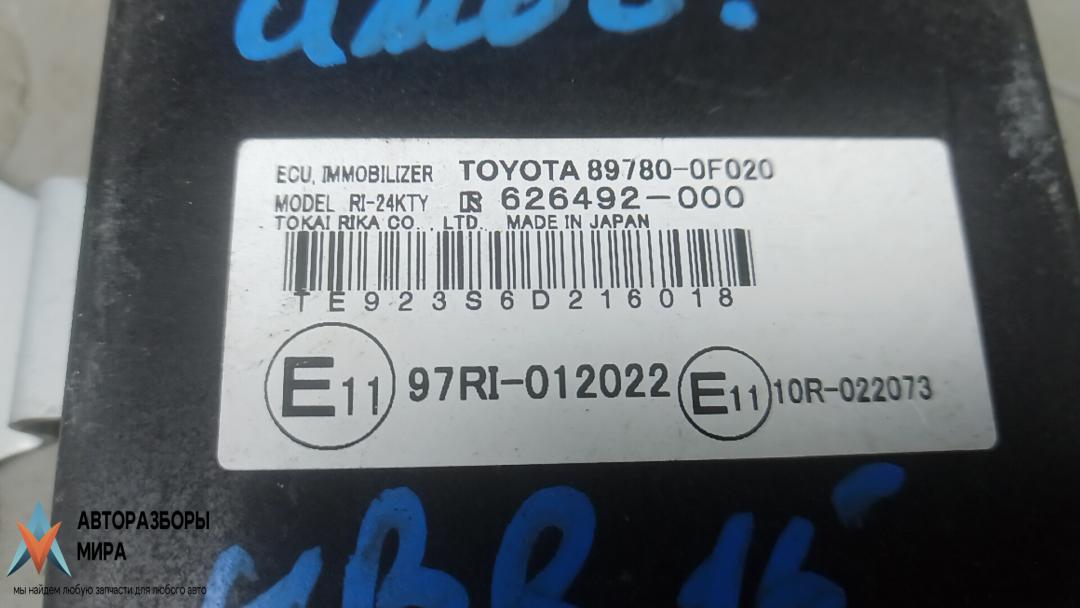 ECU, IMMOBILIZER TOYOTA 89780-0F020
MODEL RI-24KTY 626492-000
TOKAI RIKA CO., LTD. MADE IN JAPAN
TE923S6D216018
E11 97RI-012022 E11 10R-022073
АВТОРАЗБОРЫ
МИРА
мы найдем любую запчасти для любого авто